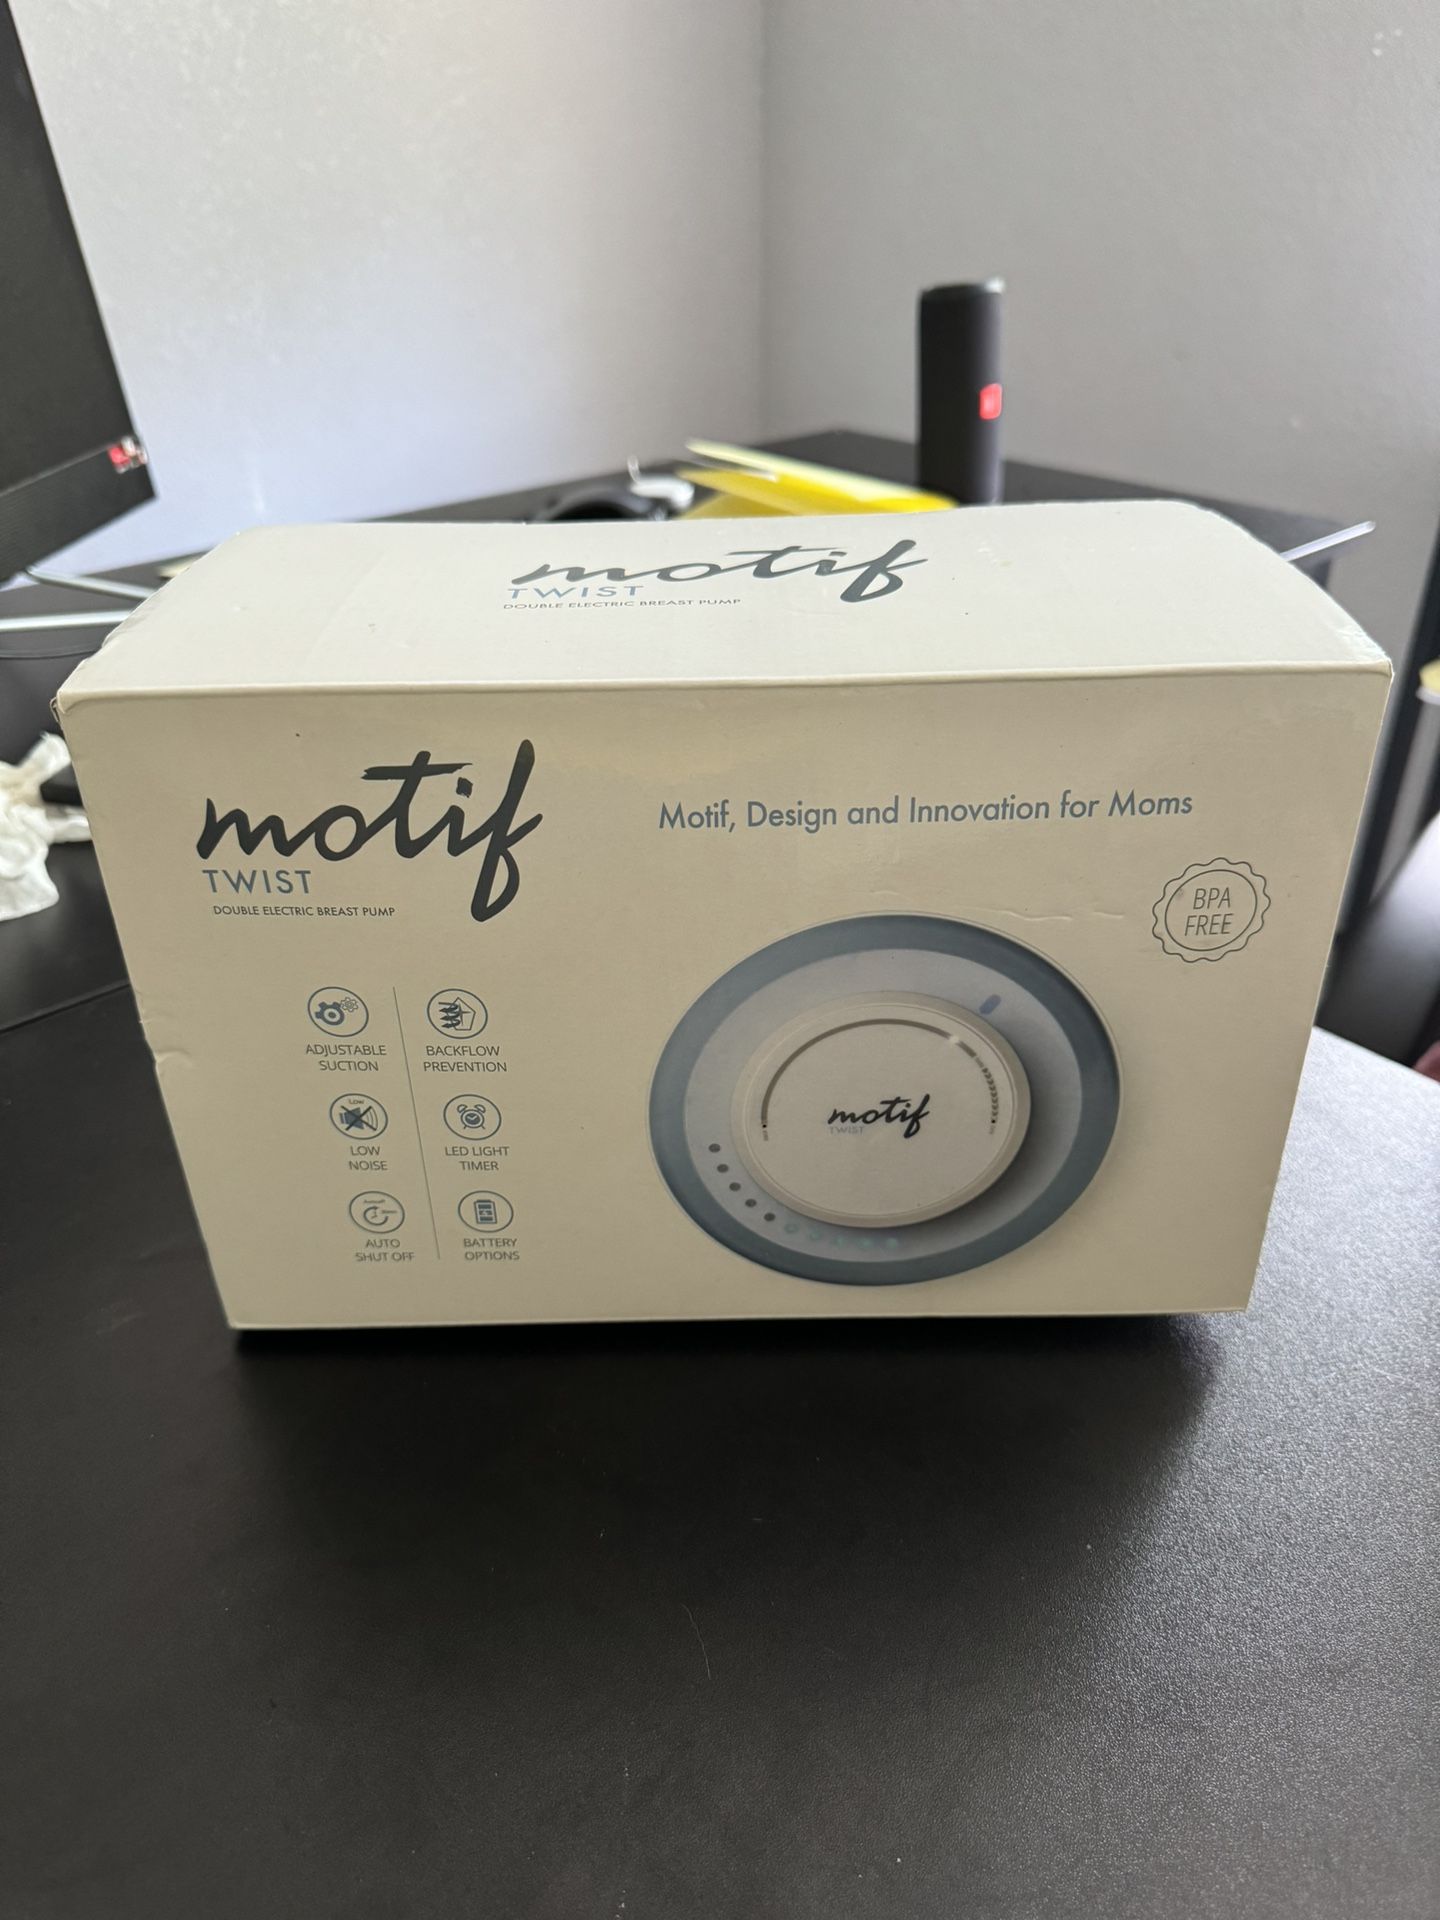 motif
TWIST
DOUBLE ELECTRIC BREAST PUMP
motif
TWIST
DOUBLE ELECTRIC BREAST PUMP
Motif, Design and Innovation for Moms
BPA
FREE
ADJUSTABLE
SUCTION
BACKFLOW
PREVENTION
Low
LOW
NOISE
LED LIGHT
TIMER
AUTO
SHUT OFF
BATTERY
OPTIONS
motif
TWIST